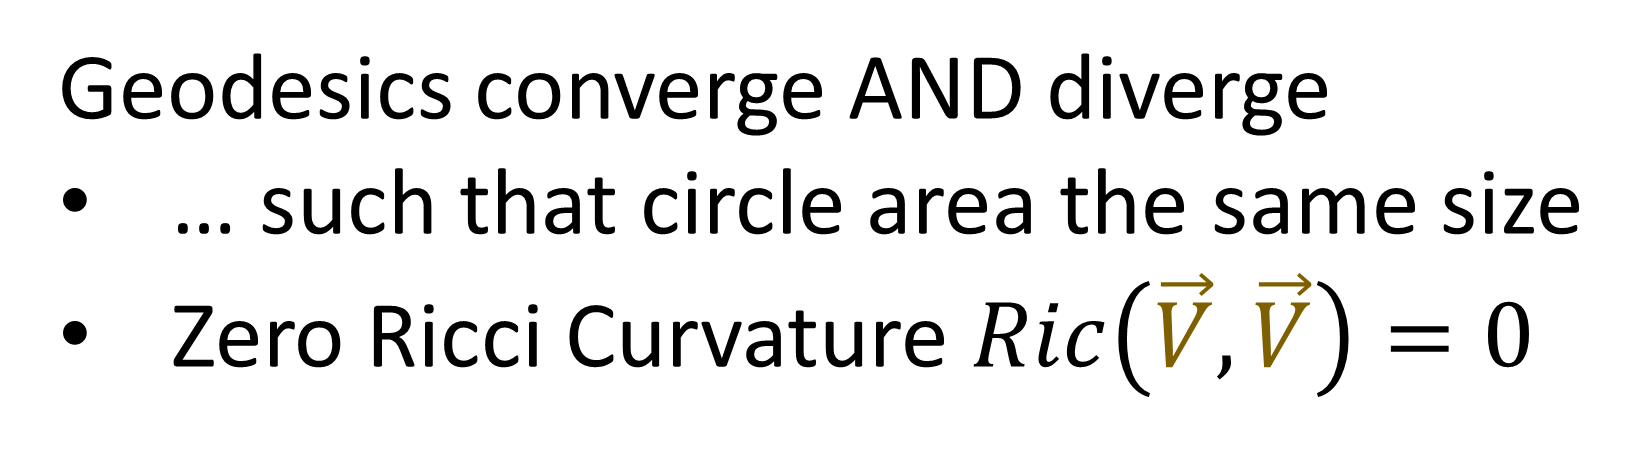 Geodesics converge AND diverge
• … such that circle area the same size
• Zero Ricci Curvature 𝑅𝑖𝑐(V⃗, V⃗) = 0